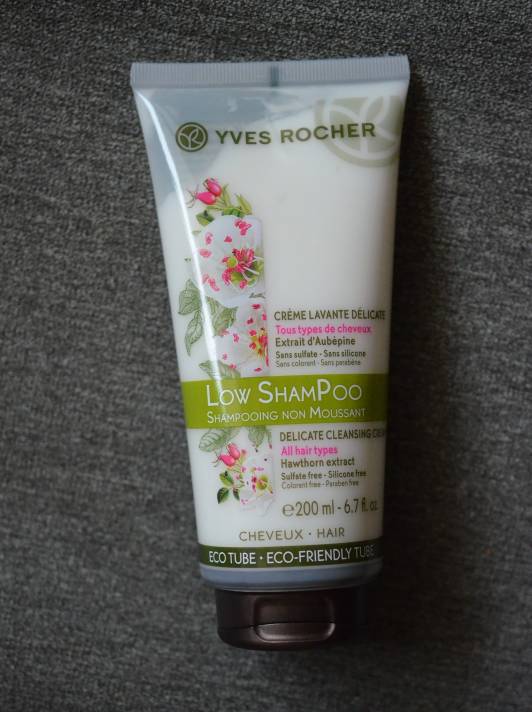 YVES ROCHER
CRÈME LAVANTE DÉLICATE
Tous types de cheveux
Extrait d'Aubépine
Sans sulfate - Sans silicone
Sans colorant - Sans parabène
LOW SHAMPOO
SHAMPOOING NON MOUSSANT
DELICATE CLEANSING CREAM
All hair types
Hawthorn extract
Sulfate free - Silicone free
Colorant free - Paraben free
℮200 ml - 6.7 fl. oz.
CHEVEUX · HAIR
ECO TUBE · ECO-FRIENDLY TUBE